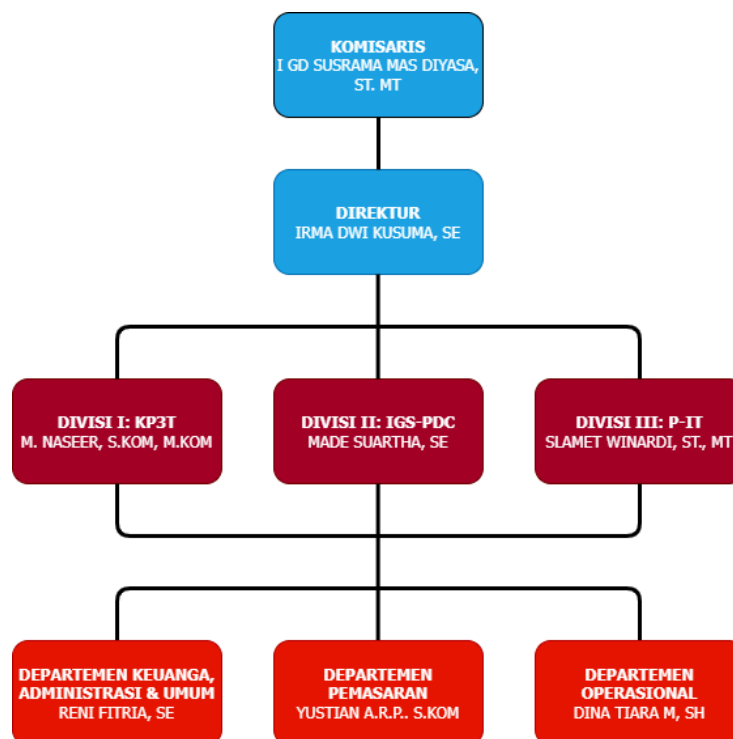 KOMISARIS
I GD SUSRAMA MAS DIYASA,
ST. MT
DIREKTUR
IRMA DWI KUSUMA, SE
DIVISI I: KP3T
M. NASEER, S.KOM, M.KOM
DIVISI II: IGS-PDC
MADE SUARTHA, SE
DIVISI III: P-IT
SLAMET WINARDI, ST., MT
DEPARTEMEN KEUANGA,
ADMINISTRASI & UMUM
RENI FITRIA, SE
DEPARTEMEN
PEMASARAN
YUSTIAN A.R.P.. S.KOM
DEPARTEMEN
OPERASIONAL
DINA TIARA M, SH